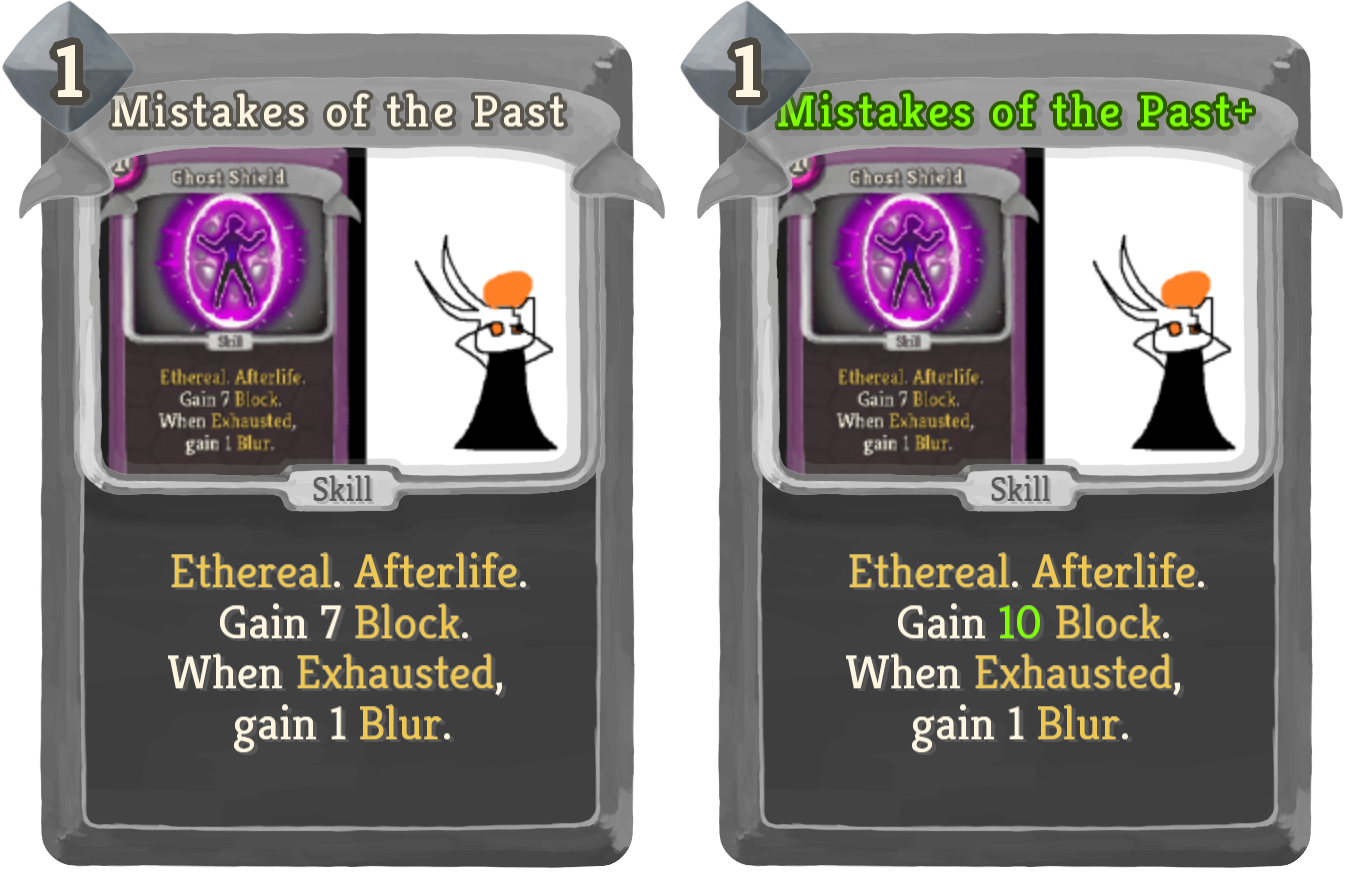 1
Mistakes of the Past
1
Ghost Shield
Skill
Ethereal. Afterlife.
Gain 7 Block.
When Exhausted,
gain 1 Blur.
Skill
Ethereal. Afterlife.
Gain 7 Block.
When Exhausted,
gain 1 Blur.
1
Mistakes of the Past+
1
Ghost Shield
Skill
Ethereal. Afterlife.
Gain 7 Block.
When Exhausted,
gain 1 Blur.
Skill
Ethereal. Afterlife.
Gain 10 Block.
When Exhausted,
gain 1 Blur.